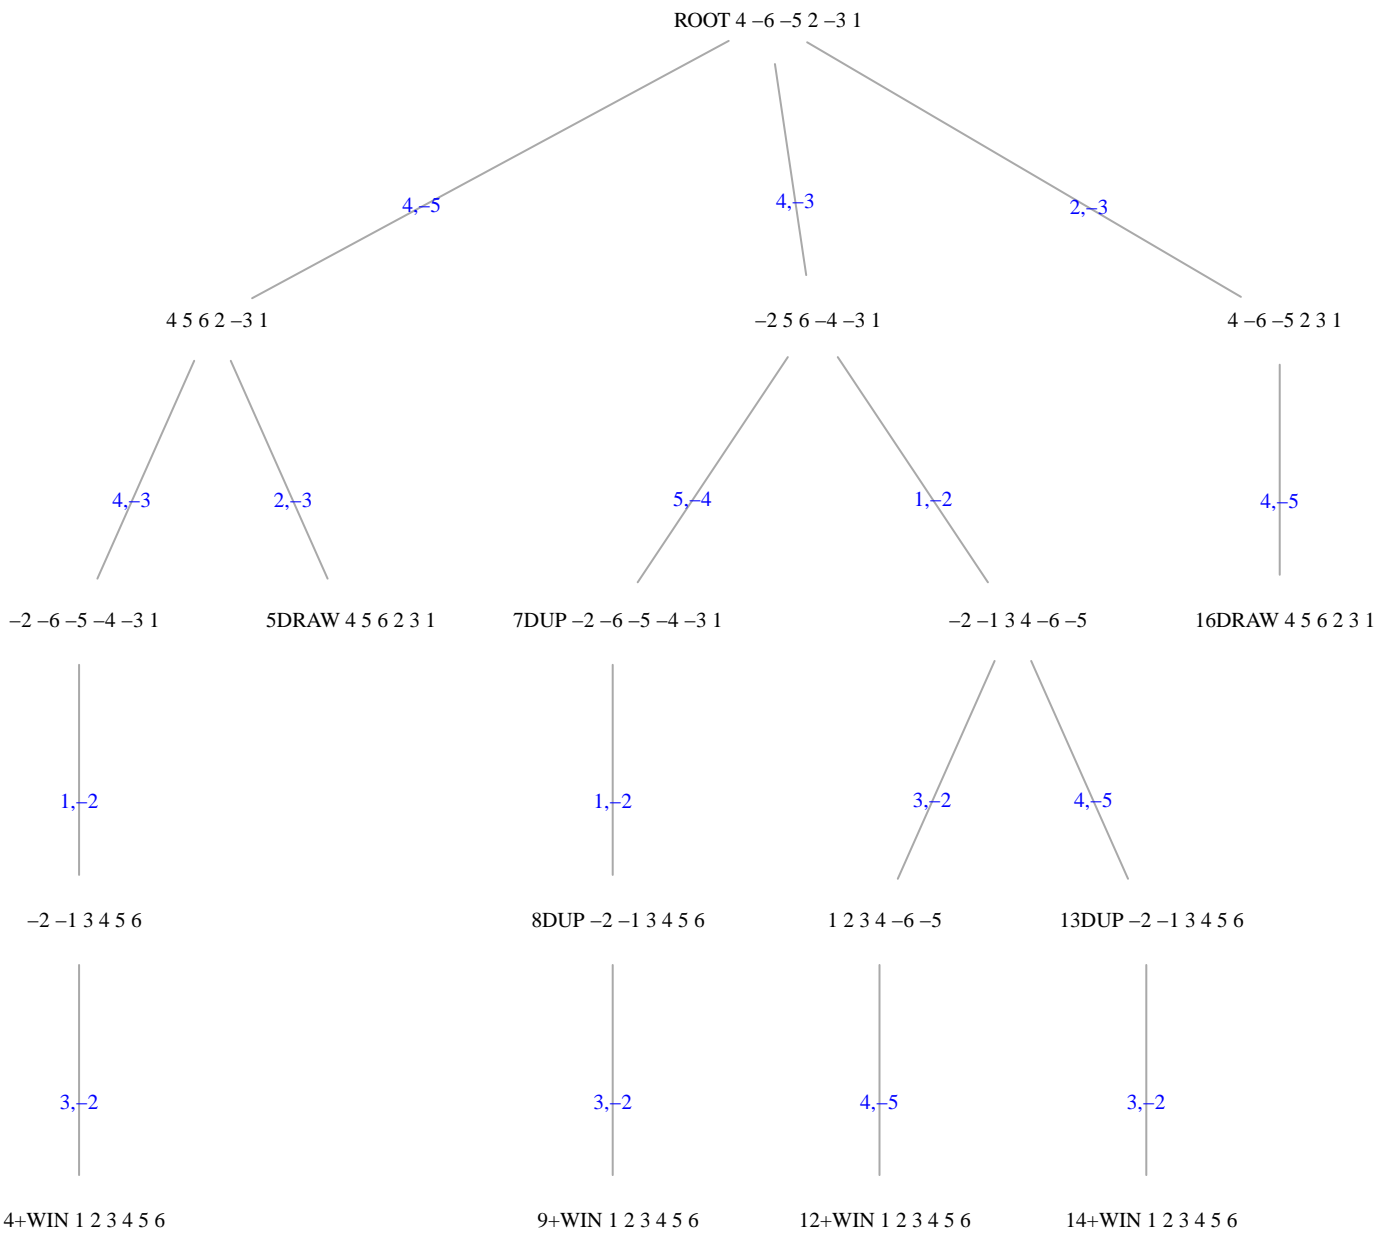 ROOT 4 –6 –5 2 –3 1
4,–5
4,–3
2,–3
4 5 6 2 –3 1
–2 5 6 –4 –3 1
4 –6 –5 2 3 1
4,–3
2,–3
5,–4
1,–2
4,–5
–2 –6 –5 –4 –3 1
5DRAW 4 5 6 2 3 1
7DUP –2 –6 –5 –4 –3 1
–2 –1 3 4 –6 –5
16DRAW 4 5 6 2 3 1
1,–2
1,–2
3,–2
4,–5
–2 –1 3 4 5 6
8DUP –2 –1 3 4 5 6
1 2 3 4 –6 –5
13DUP –2 –1 3 4 5 6
3,–2
3,–2
4,–5
3,–2
4+WIN 1 2 3 4 5 6
9+WIN 1 2 3 4 5 6
12+WIN 1 2 3 4 5 6
14+WIN 1 2 3 4 5 6